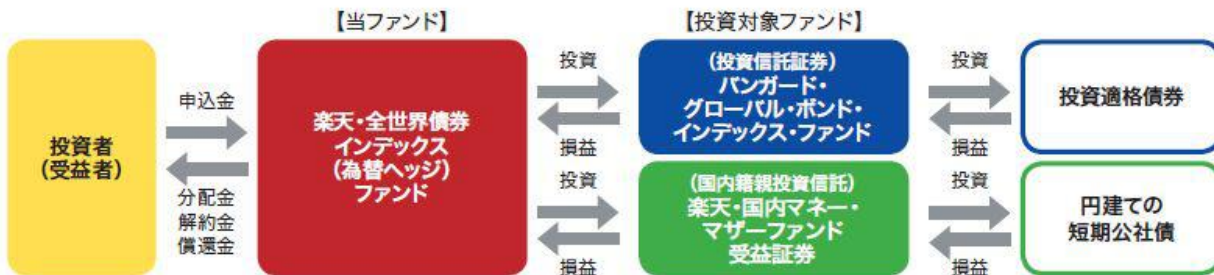 【当ファンド】
【投資対象ファンド】
投資者
(受益者)
申込金
分配金
解約金
償還金
楽天・全世界債券
インデックス
(為替ヘッジ)
ファンド
投資
損益
投資
損益
(投資信託証券)
バンガード・
グローバル・ボンド・
インデックス・ファンド
(国内籍親投資信託)
楽天・国内マネー・
マザーファンド
受益証券
投資
損益
投資
損益
投資適格債券
円建ての
短期公社債